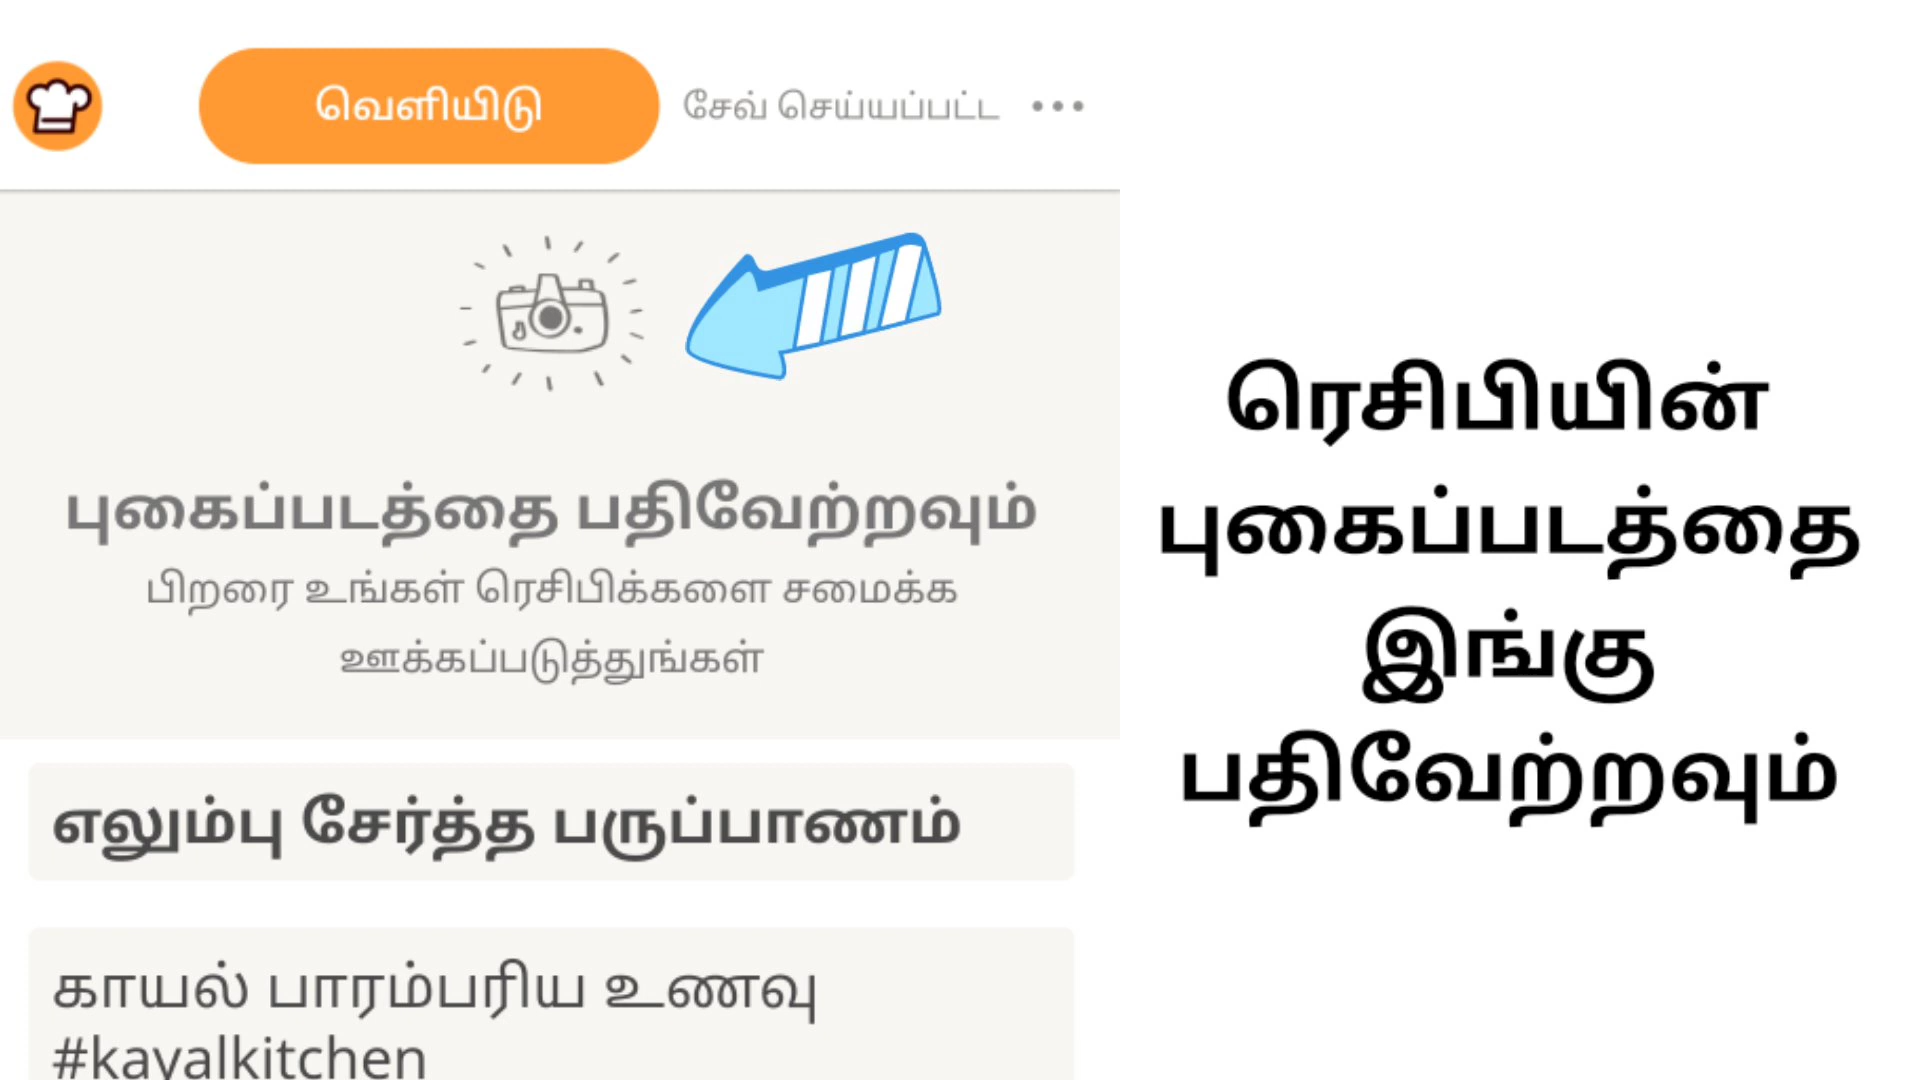 வெளியிடு சேவ் செய்யப்பட்ட •••
புகைப்படத்தை பதிவேற்றவும்
பிறரை உங்கள் ரெசிபிக்களை சமைக்க
ஊக்கப்படுத்துங்கள்
எலும்பு சேர்த்த பருப்பாணம்
காயல் பாரம்பரிய உணவு
#kayalkitchen
ரெசிபியின்
புகைப்படத்தை
இங்கு
பதிவேற்றவும்